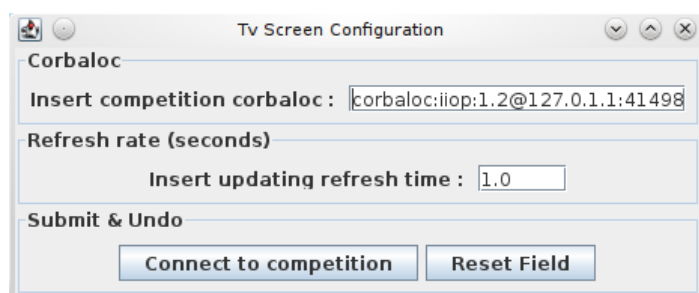 Tv Screen Configuration
Corbaloc
Insert competition corbaloc : corbaloc:iiop:1.2@127.0.1.1:41498
Refresh rate (seconds)
Insert updating refresh time : 1.0
Submit & Undo
Connect to competition Reset Field